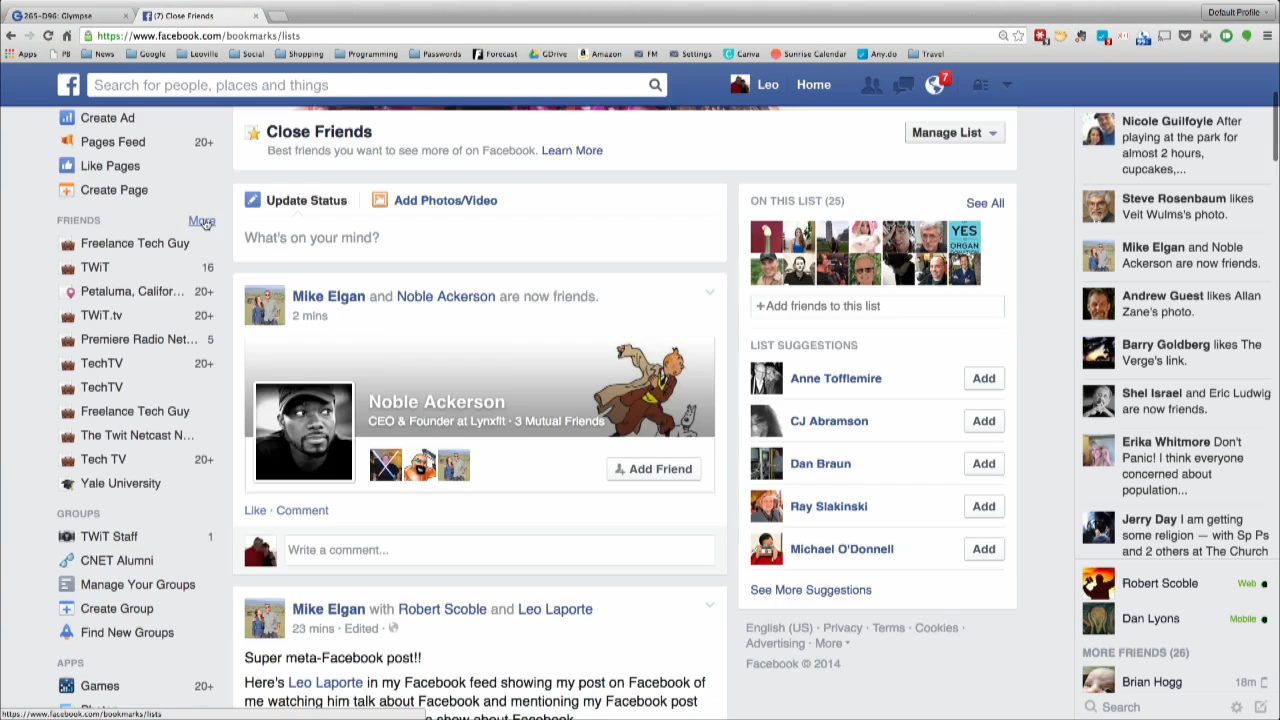 265-D96: Glympse
(7) Close Friends
Default Profile
https://www.facebook.com/bookmarks/lists
Apps
PB
News
Google
Leoville
Social
Shopping
Programming
Passwords
Forecast
GDrive
Amazon
FM
Settings
Canva
Sunrise Calendar
Any.do
Travel
Search for people, places and things
Leo
Home
7
Create Ad
Pages Feed 20+
Like Pages
Create Page
FRIENDS More
Freelance Tech Guy
TWiT 16
Petaluma, Califor... 20+
TWiT.tv 20+
Premiere Radio Net... 5
TechTV 20+
TechTV
Freelance Tech Guy
The Twit Netcast N...
Tech TV 20+
Yale University
GROUPS
TWiT Staff 1
CNET Alumni
Manage Your Groups
Create Group
Find New Groups
APPS
Games 20+
https://www.facebook.com/bookmarks/lists
Close Friends
Best friends you want to see more of on Facebook. Learn More
Manage List
Update Status
Add Photos/Video
What's on your mind?
Mike Elgan and Noble Ackerson are now friends.
2 mins
Noble Ackerson
CEO & Founder at Lynxfit · 3 Mutual Friends
Add Friend
Like · Comment
Write a comment...
Mike Elgan with Robert Scoble and Leo Laporte
23 mins · Edited ·
Super meta-Facebook post!!
Here's Leo Laporte in my Facebook feed showing my post on Facebook of
me watching him talk about Facebook and mentioning my Facebook post
a show about Facebook
ON THIS LIST (25) See All
YES
ORGAN
+Add friends to this list
LIST SUGGESTIONS
Anne Tofflemire Add
CJ Abramson Add
Dan Braun Add
Ray Slakinski Add
Michael O'Donnell Add
See More Suggestions
English (US) · Privacy · Terms · Cookies ·
Advertising · More
Facebook © 2014
Nicole Guilfoyle After
playing at the park for
almost 2 hours,
cupcakes,...
Steve Rosenbaum likes
Veit Wulms's photo.
Mike Elgan and Noble
Ackerson are now friends.
Andrew Guest likes Allan
Zane's photo.
Barry Goldberg likes The
Verge's link.
Shel Israel and Eric Ludwig
are now friends.
Erika Whitmore Don't
Panic! I think everyone
concerned about
population...
Jerry Day I am getting
some religion — with Sp Ps
and 2 others at The Church
Robert Scoble Web
Dan Lyons Mobile
MORE FRIENDS (26)
Brian Hogg 18m
Search